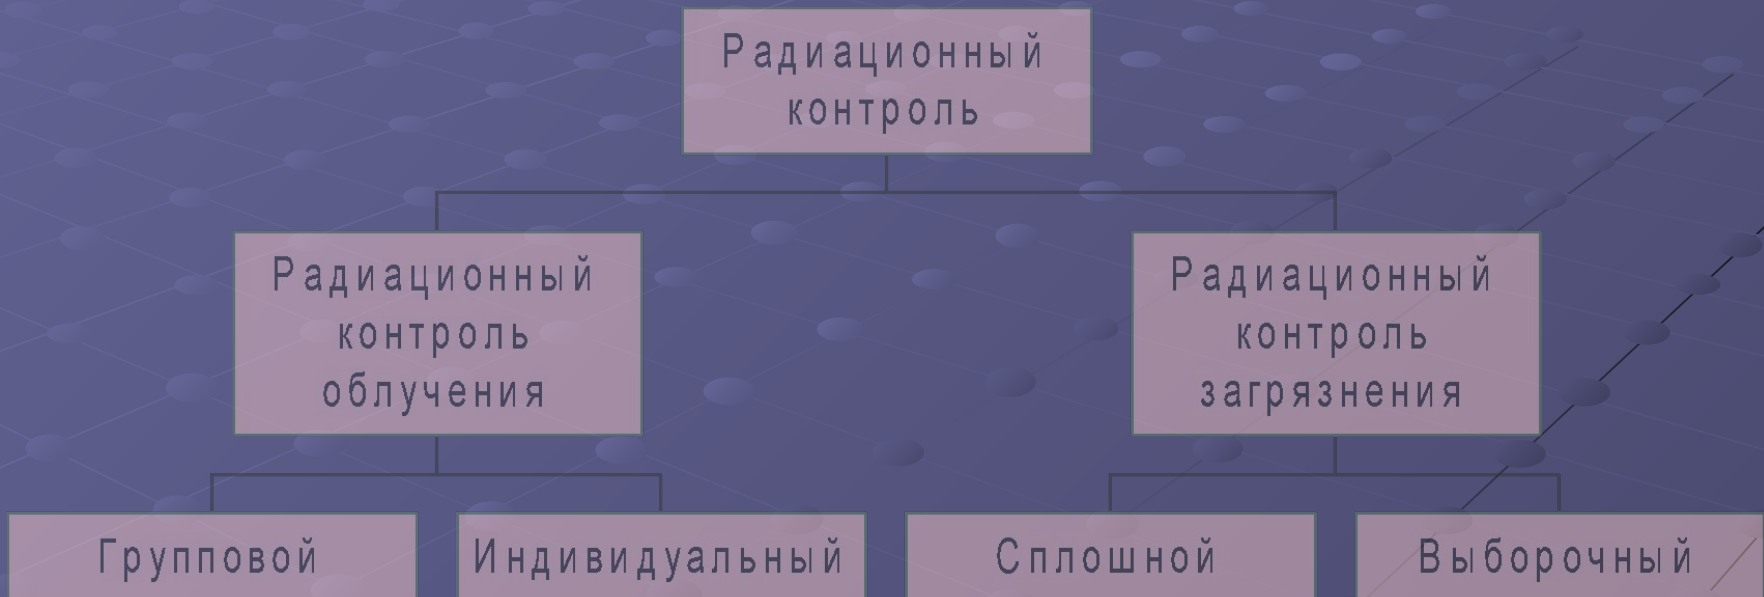 Радиационный
контроль
Радиационный
контроль
облучения
Радиационный
контроль
загрязнения
Групповой
Индивидуальный
Сплошной
Выборочный